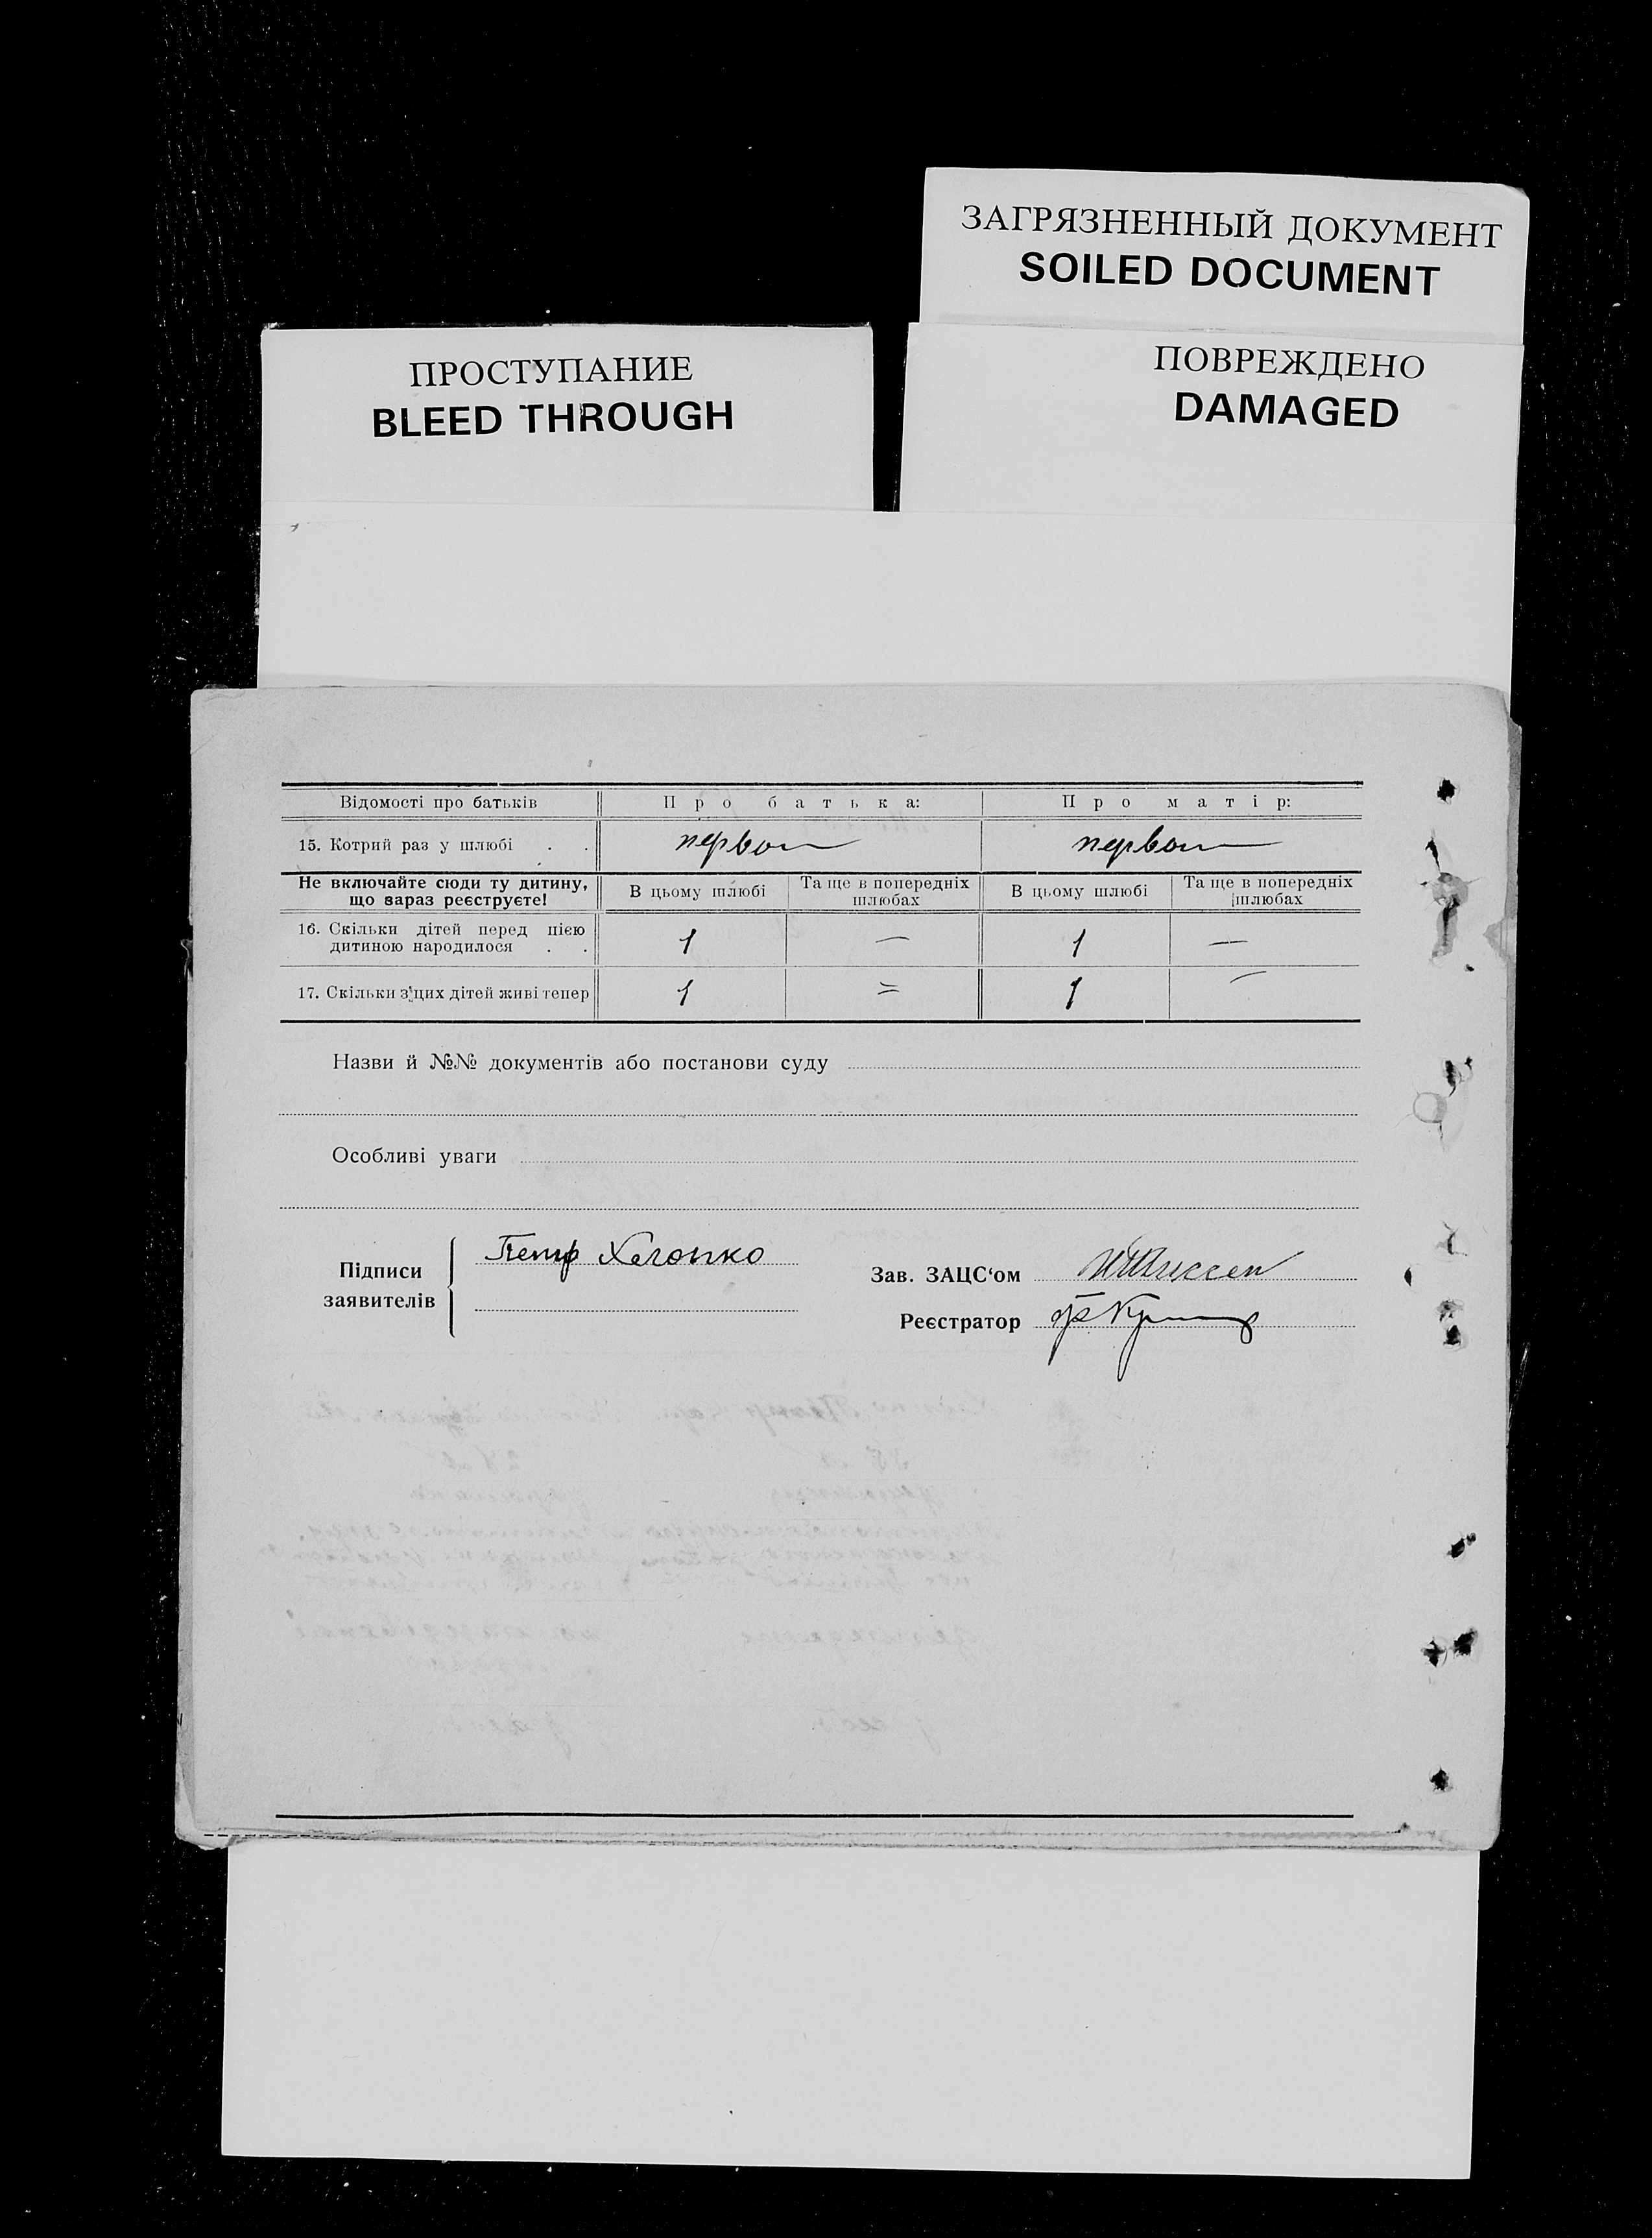 ЗАГРЯЗНЕННЫЙ ДОКУМЕНТ
SOILED DOCUMENT
ПРОСТУПАНИЕ
BLEED THROUGH
ПОВРЕЖДЕНО
DAMAGED
Відомості про батьків Про батька: Про матір:
15. Котрий раз у шлюбі . . первом первом
Не включайте сюди ту дитину, що зараз реєструєте! В цьому шлюбі Та ще в попередніх шлюбах В цьому шлюбі Та ще в попередніх шлюбах
16. Скільки дітей перед цією
дитиною народилося . . 1 — 1 —
17. Скільки з цих дітей живі тепер 1 = 1 —
Назви й №№ документів або постанови суду
Особливі уваги
Підписи
заявителів
Петр
Зав. ЗАЦС‘ом
Реєстратор